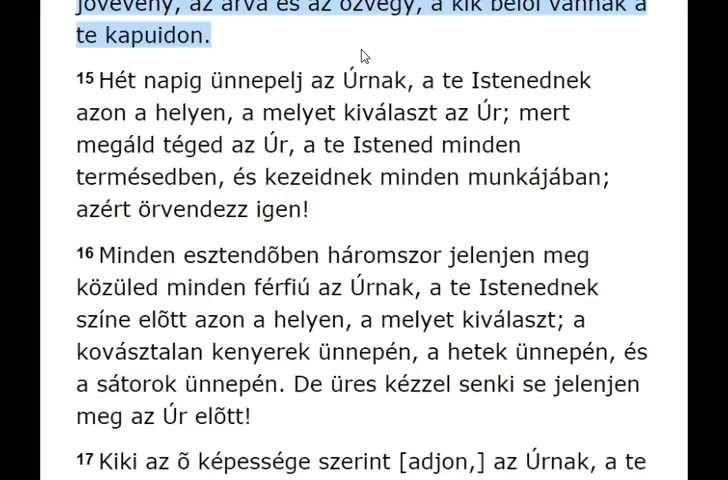 jövevény, az árva és az özvegy, a kik belõl vannak a
te kapuidon.
15 Hét napig ünnepelj az Úrnak, a te Istenednek
azon a helyen, a melyet kiválaszt az Úr; mert
megáld téged az Úr, a te Istened minden
termésedben, és kezeidnek minden munkájában;
azért örvendezz igen!
16 Minden esztendõben háromszor jelenjen meg
közüled minden férfiú az Úrnak, a te Istenednek
színe elõtt azon a helyen, a melyet kiválaszt; a
kovásztalan kenyerek ünnepén, a hetek ünnepén, és
a sátorok ünnepén. De üres kézzel senki se jelenjen
meg az Úr elõtt!
17 Kiki az õ képessége szerint [adjon,] az Úrnak, a te